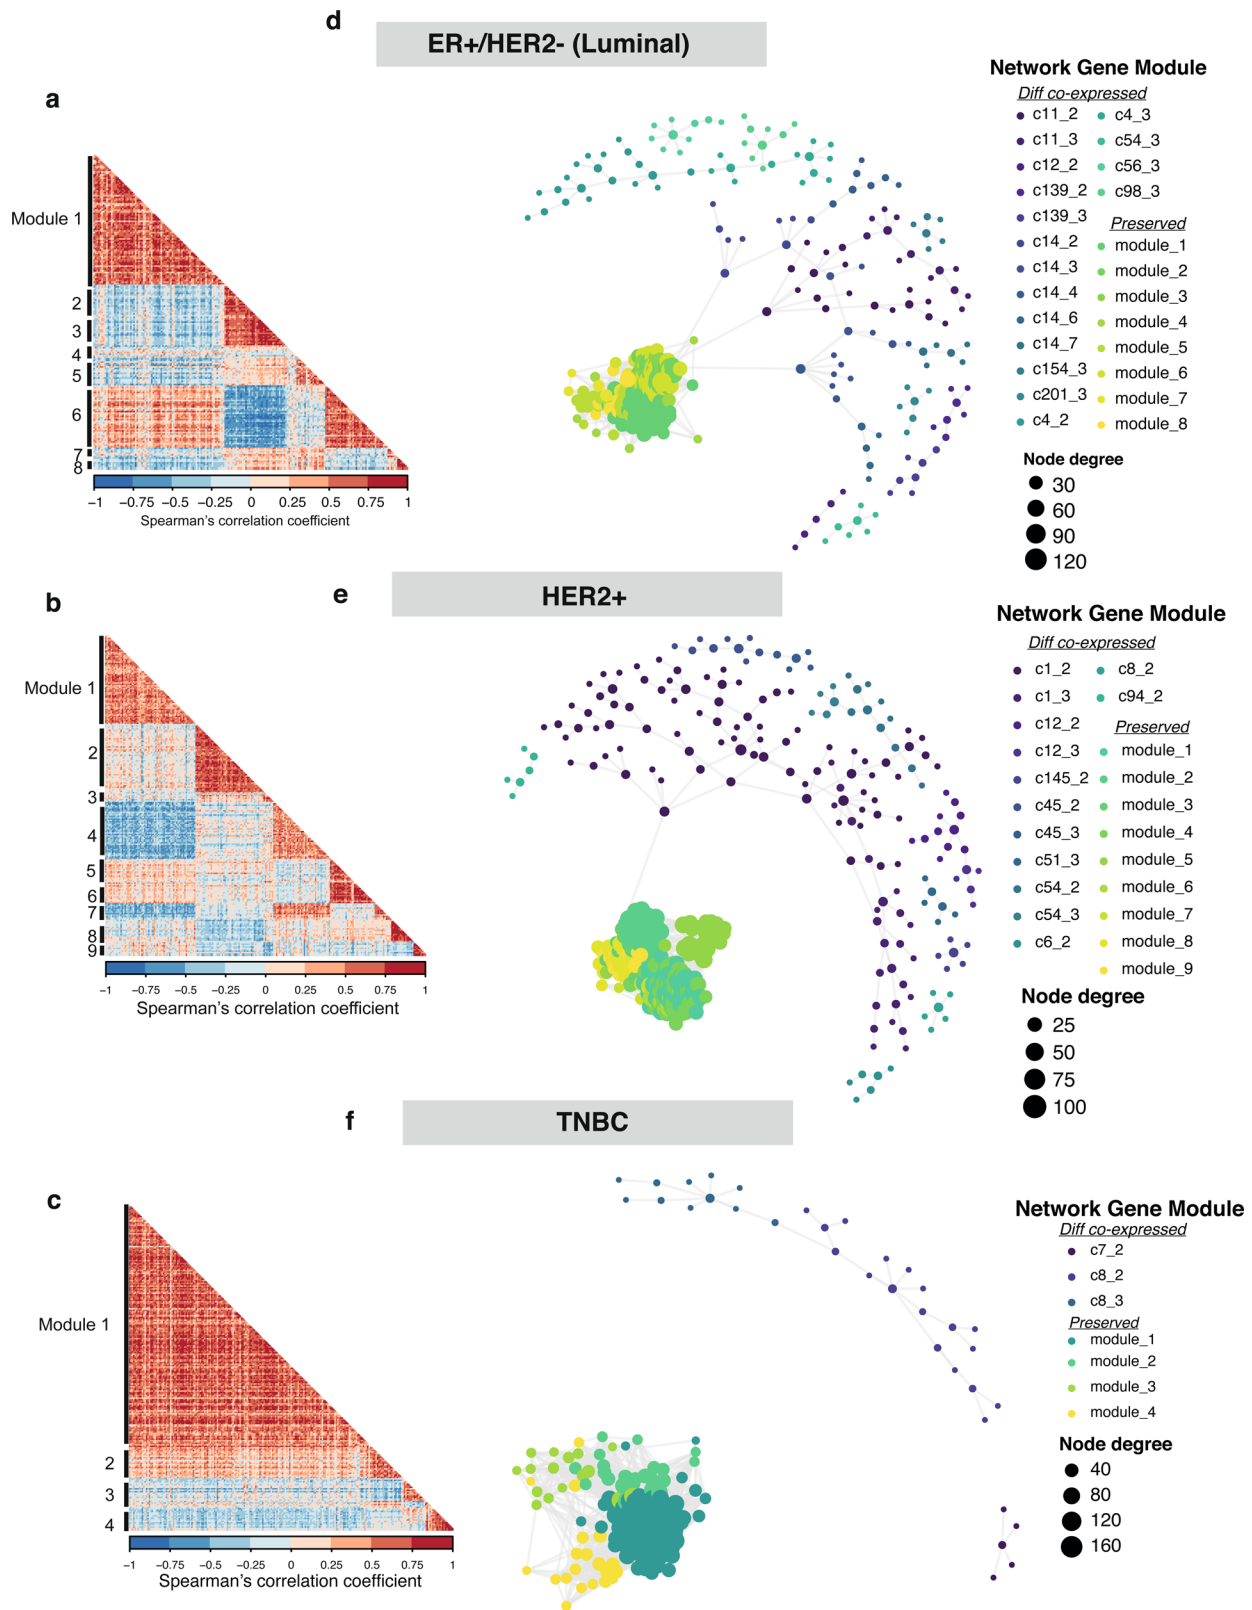 d
ER+/HER2- (Luminal)
a
Module 1
2
3
4
5
6
7
8
−1 −0.75 −0.5 −0.25 0 0.25 0.5 0.75 1
Spearman's correlation coefficient
Network Gene Module
Diff co-expressed
c11_2 c4_3
c11_3 c54_3
c12_2 c56_3
c139_2 c98_3
c139_3
c14_2
c14_3
c14_4
c14_6
c14_7
c154_3
c201_3
c4_2
Preserved
module_1
module_2
module_3
module_4
module_5
module_6
module_7
module_8
Node degree
30
60
90
120
b
e
HER2+
Module 1
2
3
4
5
6
7
8
9
−1 −0.75 −0.5 −0.25 0 0.25 0.5 0.75 1
Spearman's correlation coefficient
Network Gene Module
Diff co-expressed
c1_2 c8_2
c1_3 c94_2
c12_2
c12_3
c145_2
c45_2
c45_3
c51_3
c54_2
c54_3
c6_2
Preserved
module_1
module_2
module_3
module_4
module_5
module_6
module_7
module_8
module_9
Node degree
25
50
75
100
f
TNBC
c
Module 1
2
3
4
−1 −0.75 −0.5 −0.25 0 0.25 0.5 0.75 1
Spearman's correlation coefficient
Network Gene Module
Diff co-expressed
c7_2
c8_2
c8_3
Preserved
module_1
module_2
module_3
module_4
Node degree
40
80
120
160